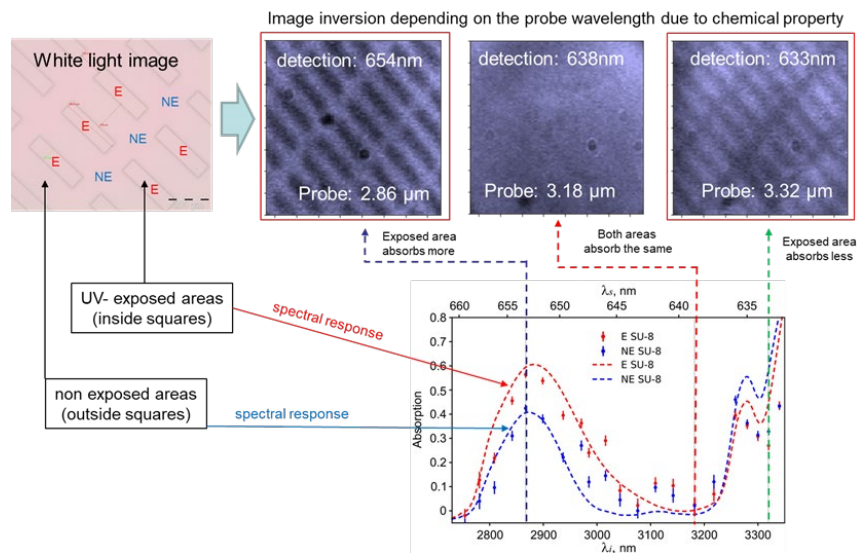 Image inversion depending on the probe wavelength due to chemical property
White light image
E
NE
E
NE
E
E
NE
E
detection: 654nm
Probe: 2.86 µm
detection: 638nm
Probe: 3.18 µm
detection: 633nm
Probe: 3.32 µm
Exposed area
absorbs more
Both areas
absorb the same
Exposed area
absorbs less
UV- exposed areas
(inside squares)
spectral response
non exposed areas
(outside squares)
spectral response
λs, nm
660 655 650 645 640 635
0.8
0.7
0.6
0.5
0.4
0.3
0.2
0.1
0
Absorption
E SU-8
NE SU-8
E SU-8
NE SU-8
2800 2900 3000 3100 3200 3300
λi, nm